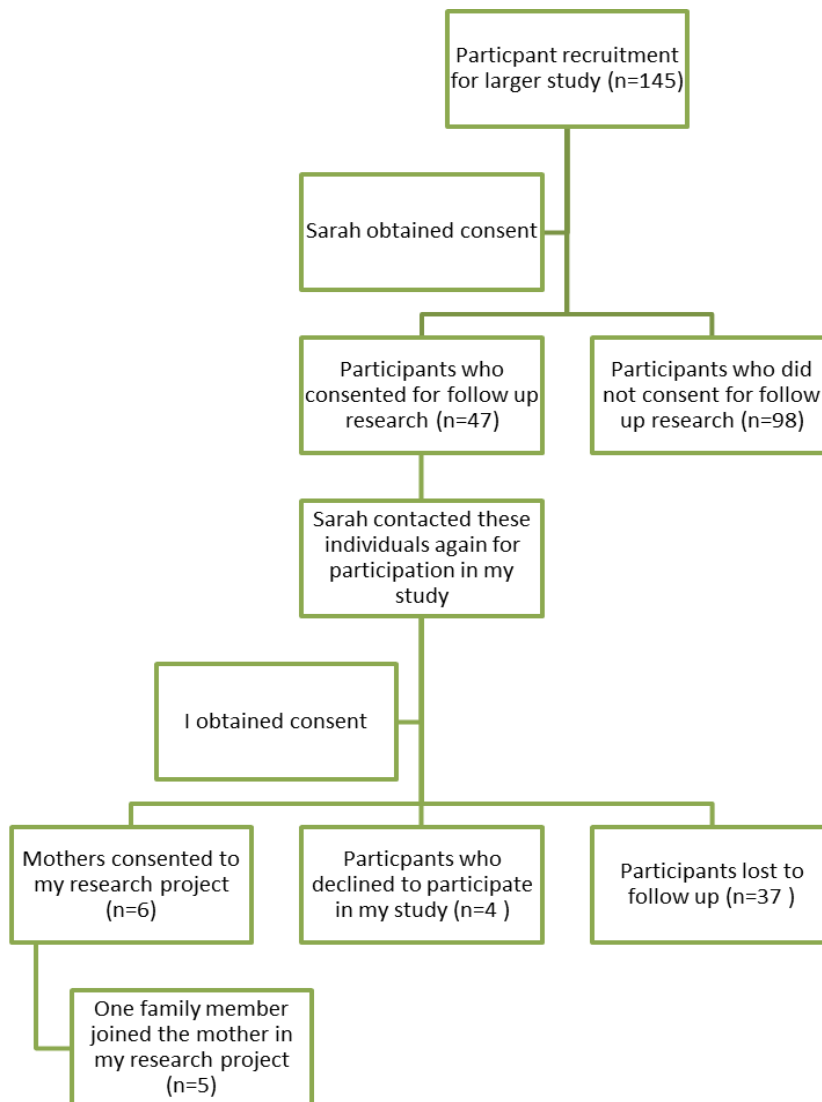 Particpant recruitment
for larger study (n=145)
Sarah obtained consent
Participants who
consented for follow up
research (n=47)
Participants who did
not consent for follow
up research (n=98)
Sarah contacted these
individuals again for
participation in my
study
I obtained consent
Mothers consented to
my research project
(n=6)
Particpants who
declined to participate
in my study (n=4 )
Participants lost to
follow up (n=37 )
One family member
joined the mother in
my research project
(n=5)